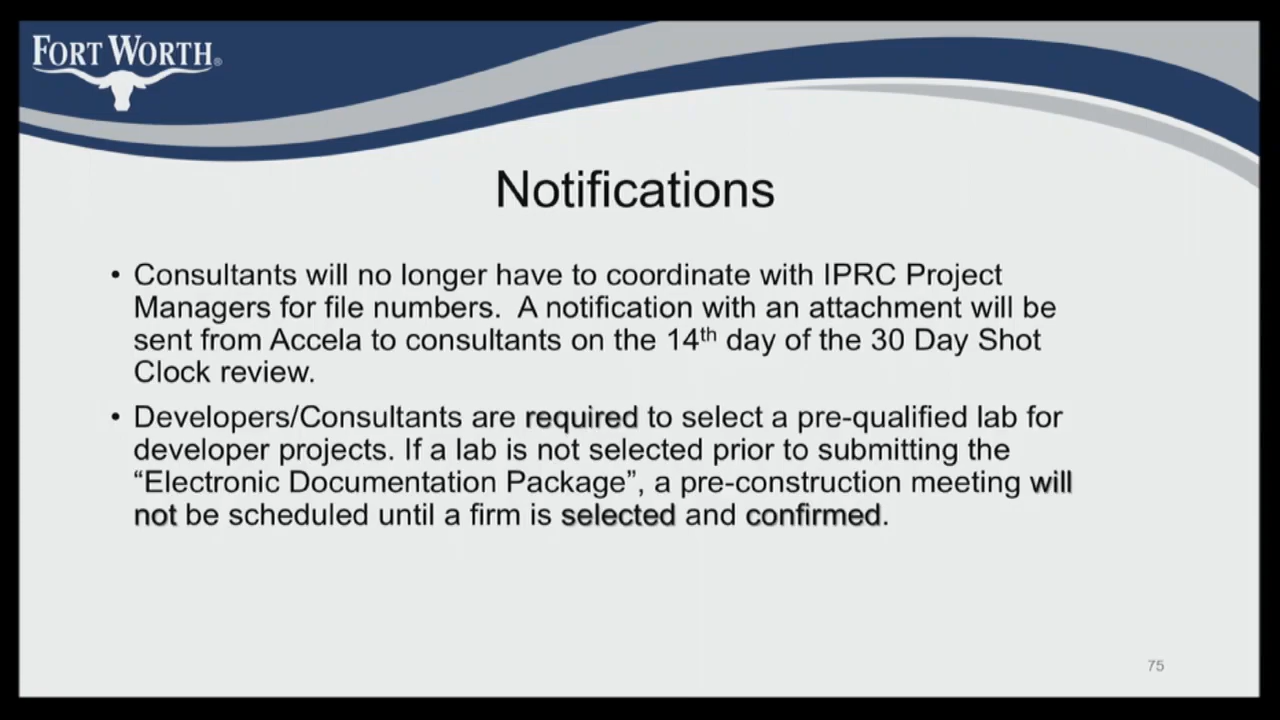 FORT WORTH®
Notifications
• Consultants will no longer have to coordinate with IPRC Project
Managers for file numbers.  A notification with an attachment will be
sent from Accela to consultants on the 14th day of the 30 Day Shot
Clock review.
• Developers/Consultants are required to select a pre-qualified lab for
developer projects. If a lab is not selected prior to submitting the
“Electronic Documentation Package”, a pre-construction meeting will
not be scheduled until a firm is selected and confirmed.
75